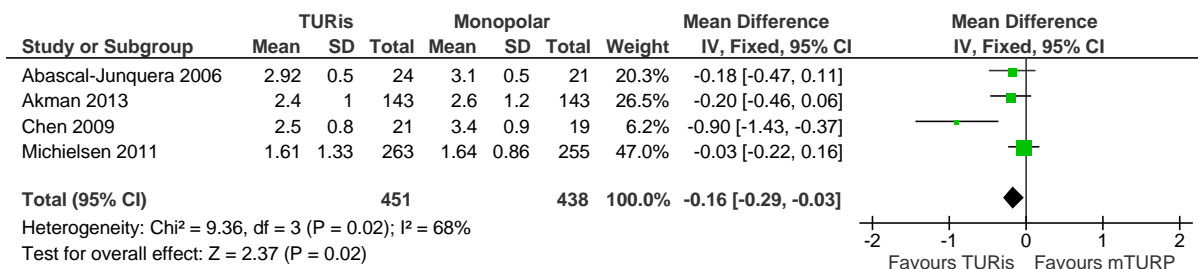 TURis Monopolar Mean Difference Mean Difference
Study or Subgroup Mean SD Total Mean SD Total Weight IV, Fixed, 95% CI IV, Fixed, 95% CI
Abascal-Junquera 2006 2.92 0.5 24 3.1 0.5 21 20.3% -0.18 [-0.47, 0.11]
Akman 2013 2.4 1 143 2.6 1.2 143 26.5% -0.20 [-0.46, 0.06]
Chen 2009 2.5 0.8 21 3.4 0.9 19 6.2% -0.90 [-1.43, -0.37]
Michielsen 2011 1.61 1.33 263 1.64 0.86 255 47.0% -0.03 [-0.22, 0.16]
Total (95% CI) 451 438 100.0% -0.16 [-0.29, -0.03]
Heterogeneity: Chi² = 9.36, df = 3 (P = 0.02); I² = 68%
Test for overall effect: Z = 2.37 (P = 0.02)
-2 -1 0 1 2
Favours TURis Favours mTURP